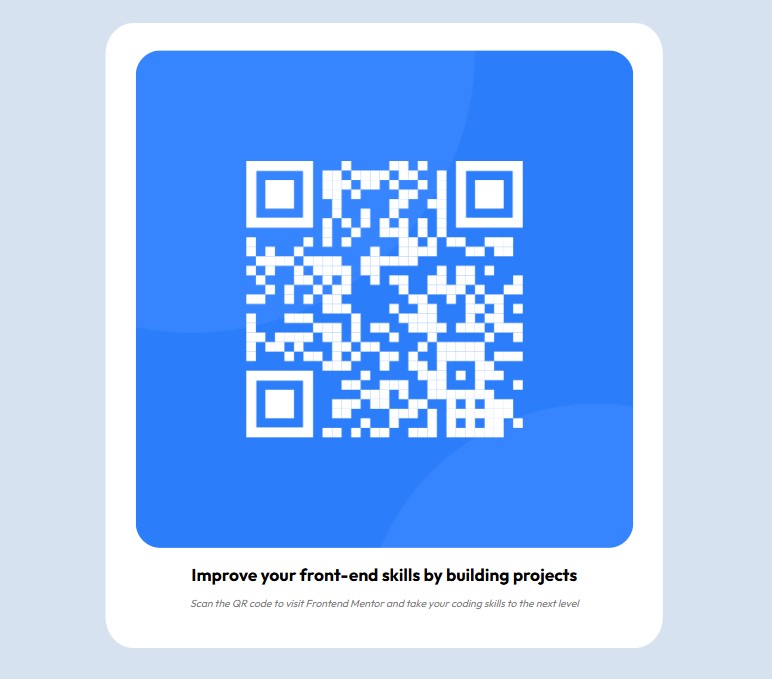 Improve your front-end skills by building projects
Scan the QR code to visit Frontend Mentor and take your coding skills to the next level